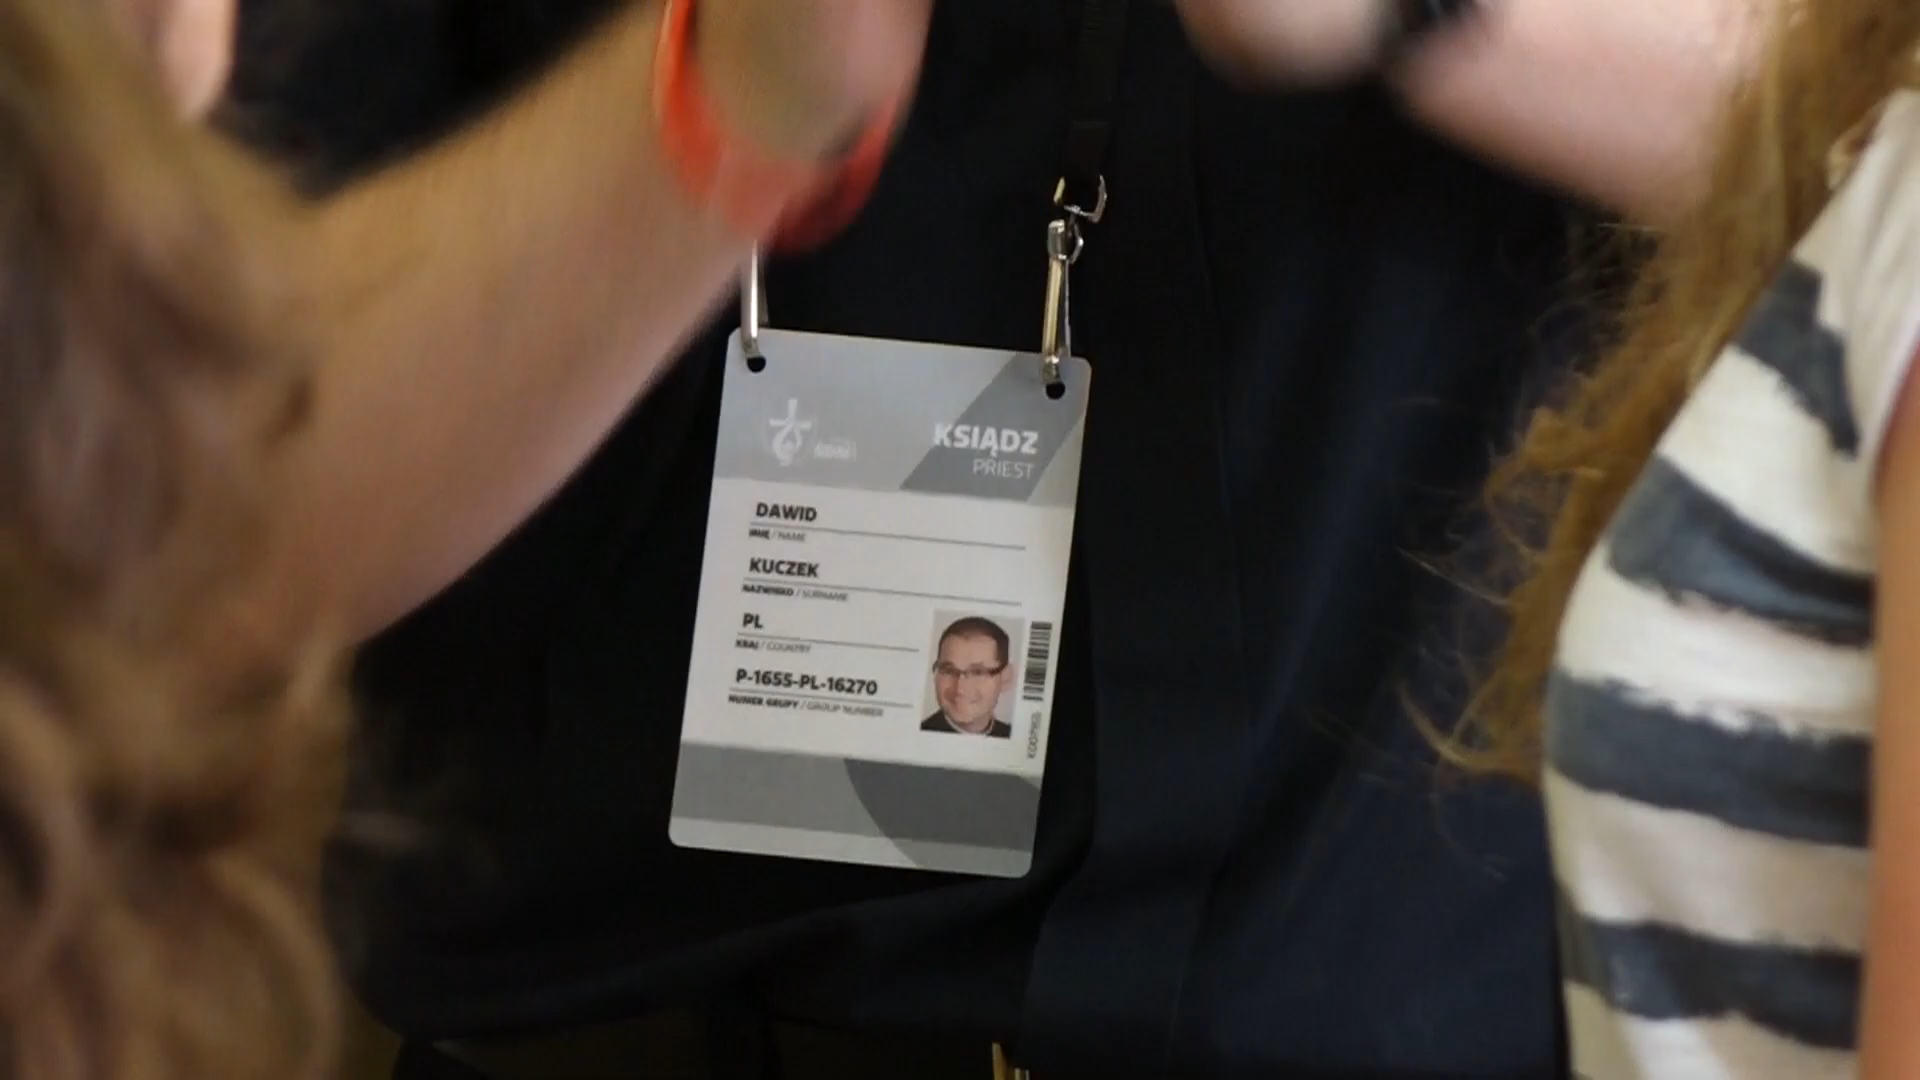 KSIĄDZ
PRIEST
DAWID
IMIĘ / NAME
KUCZEK
NAZWISKO / SURNAME
PL
KRAJ / COUNTRY
P-1655-PL-16270
NUMER GRUPY / GROUP NUMBER